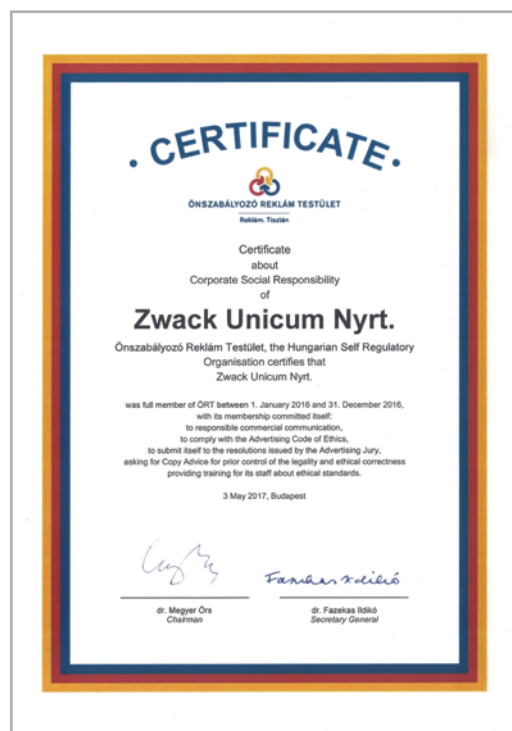 • CERTIFICATE •
ÖNSZABÁLYOZÓ REKLÁM TESTÜLET
Reklám. Tisztán
Certificate
about
Corporate Social Responsibility
of
Zwack Unicum Nyrt.
Önszabályozó Reklám Testület, the Hungarian Self Regulatory
Organisation certifies that
Zwack Unicum Nyrt.
was full member of ÖRT between 1. January 2016 and 31. December 2016,
with its membership committed itself:
to responsible commercial communication,
to comply with the Advertising Code of Ethics,
to submit itself to the resolutions issued by the Advertising Jury,
asking for Copy Advice for prior control of the legality and ethical correctness
providing training for its staff about ethical standards.
3 May 2017, Budapest
Fazekas Ildikó
dr. Megyer Örs
Chairman
dr. Fazekas Ildikó
Secretary General